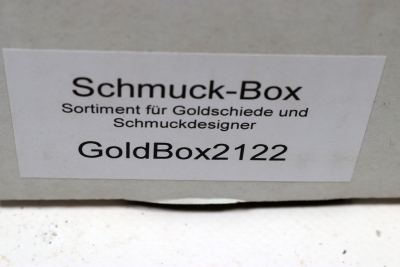 Schmuck-Box
Sortiment für Goldschiede und
Schmuckdesigner
GoldBox2122